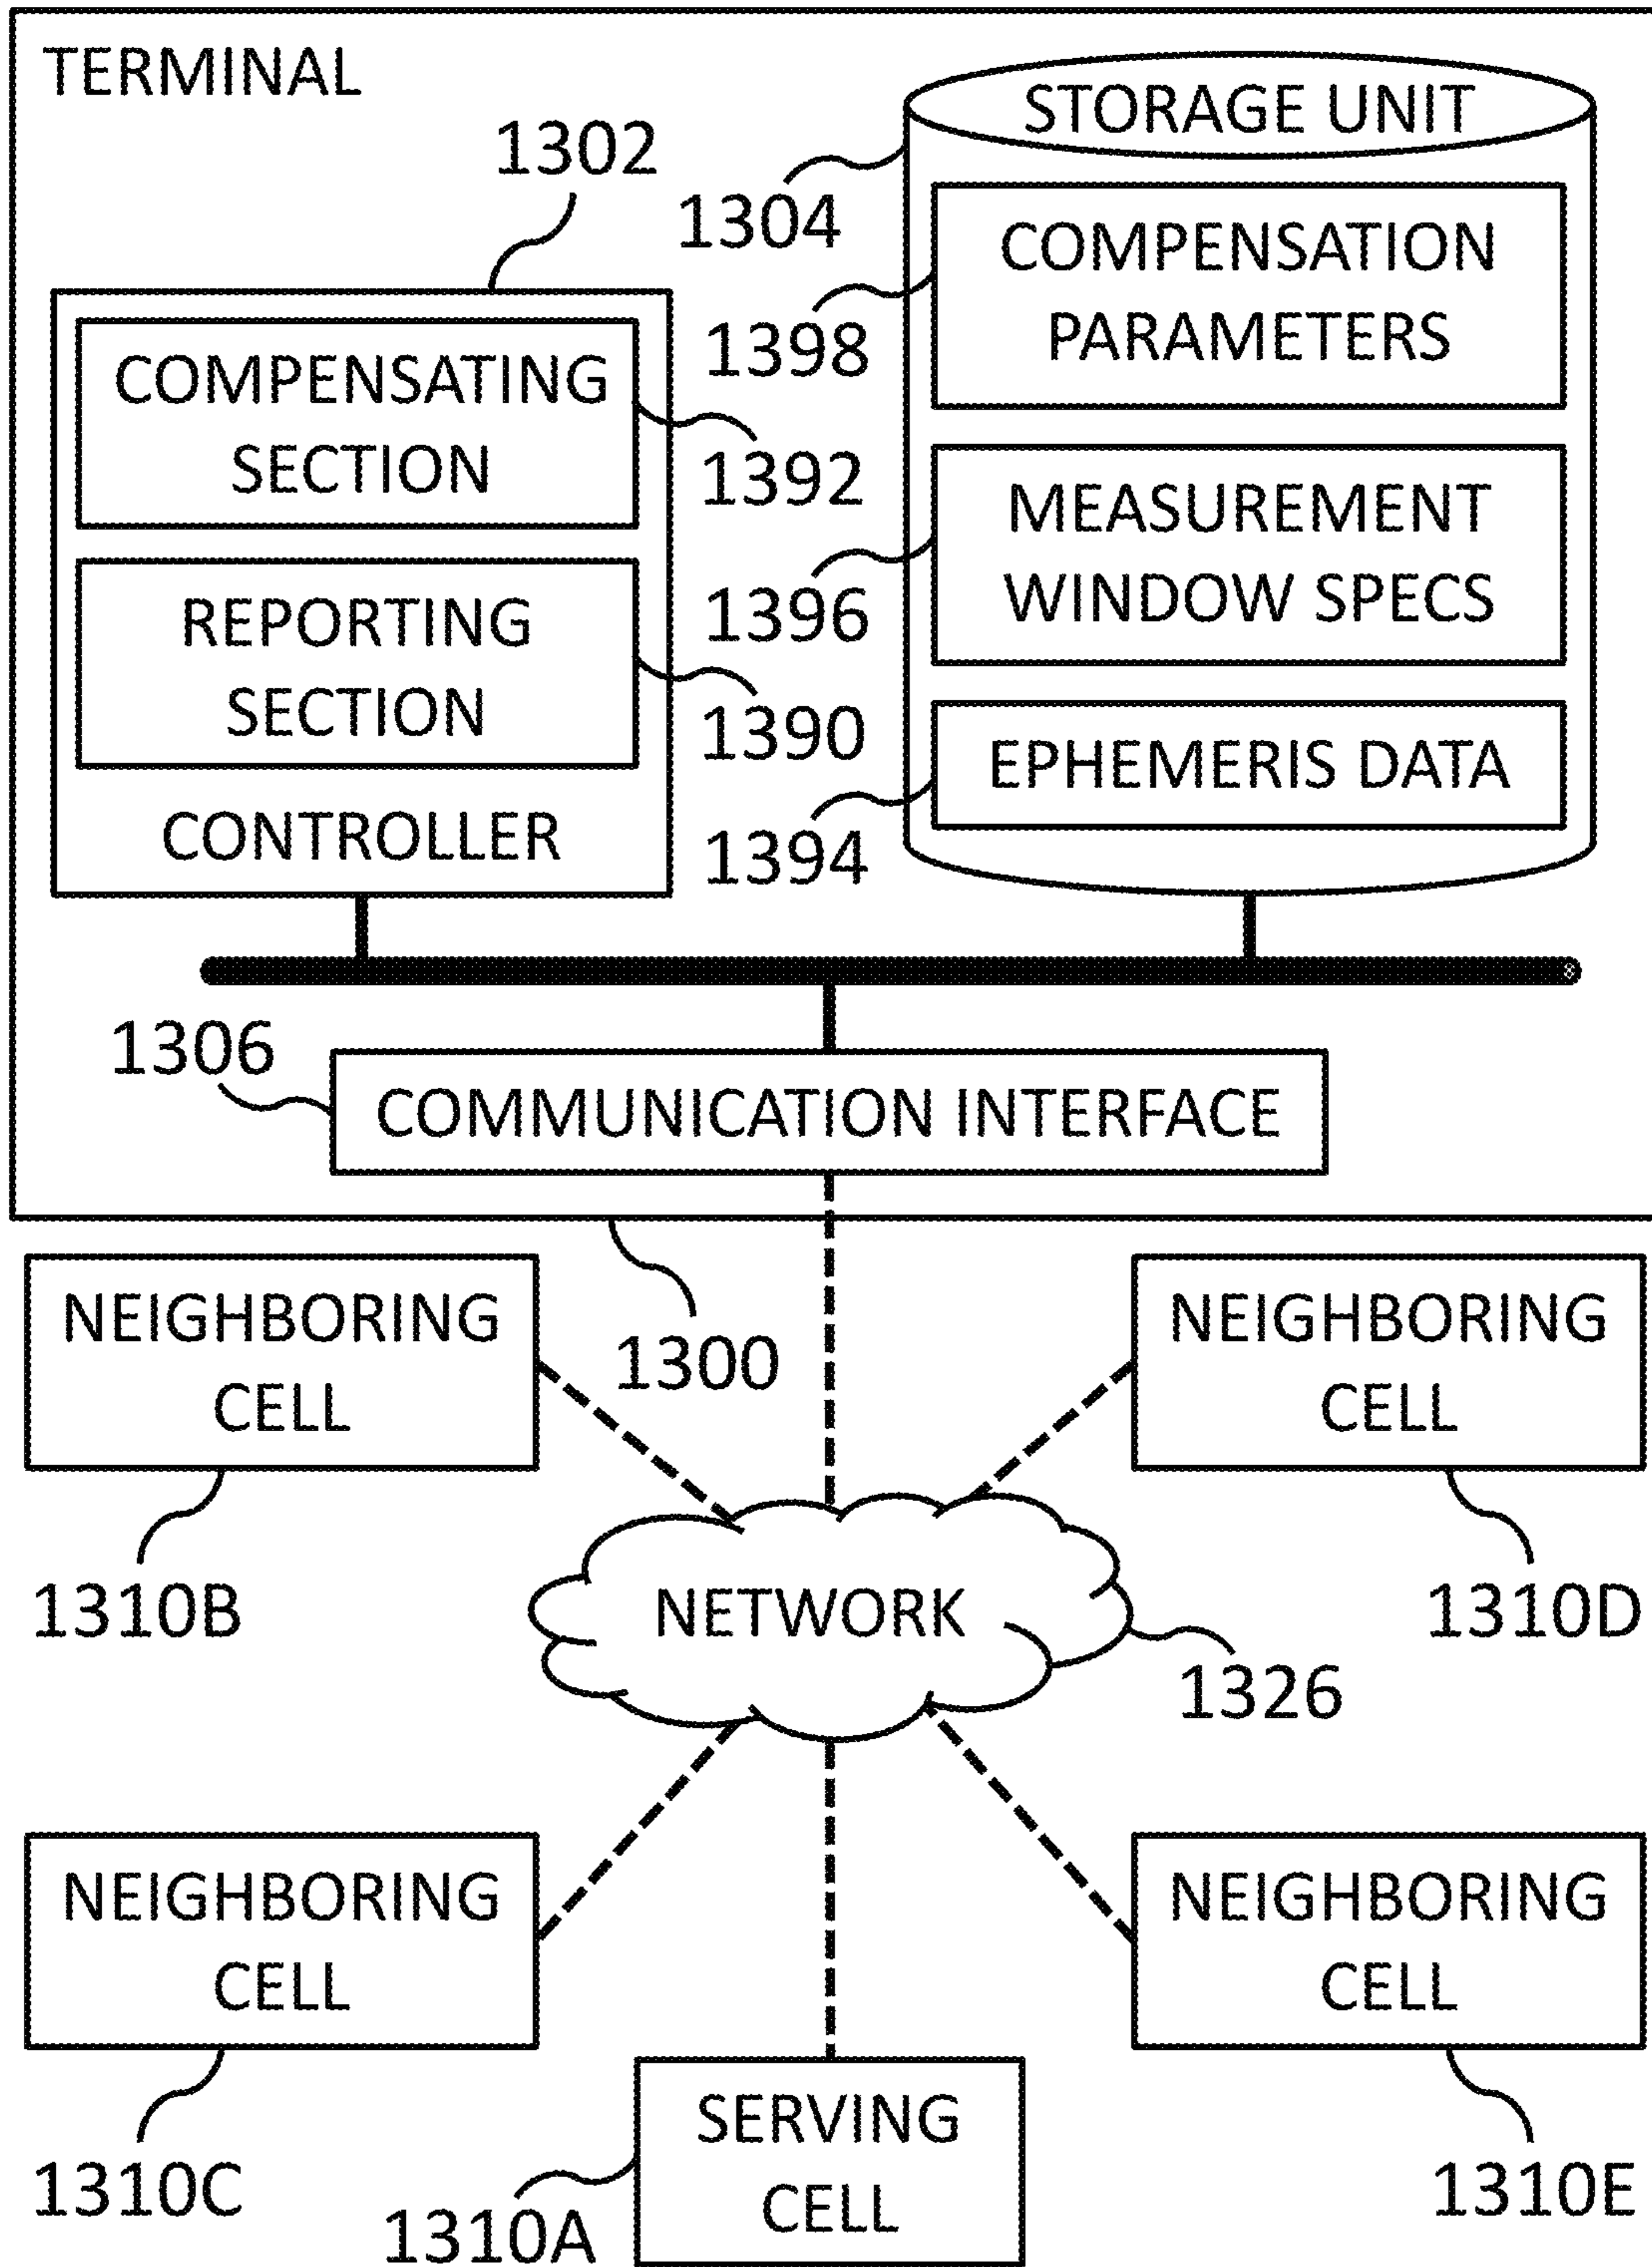 TERMINAL
1302
COMPENSATING
SECTION
1392
REPORTING
SECTION
1390
CONTROLLER
STORAGE UNIT
1304
COMPENSATION
PARAMETERS
1398
MEASUREMENT
WINDOW SPECS
1396
EPHEMERIS DATA
1394
1306
COMMUNICATION INTERFACE
1300
NEIGHBORING
CELL
1310B
NEIGHBORING
CELL
1310D
NETWORK
1326
NEIGHBORING
CELL
1310C
SERVING
CELL
1310A
NEIGHBORING
CELL
1310E